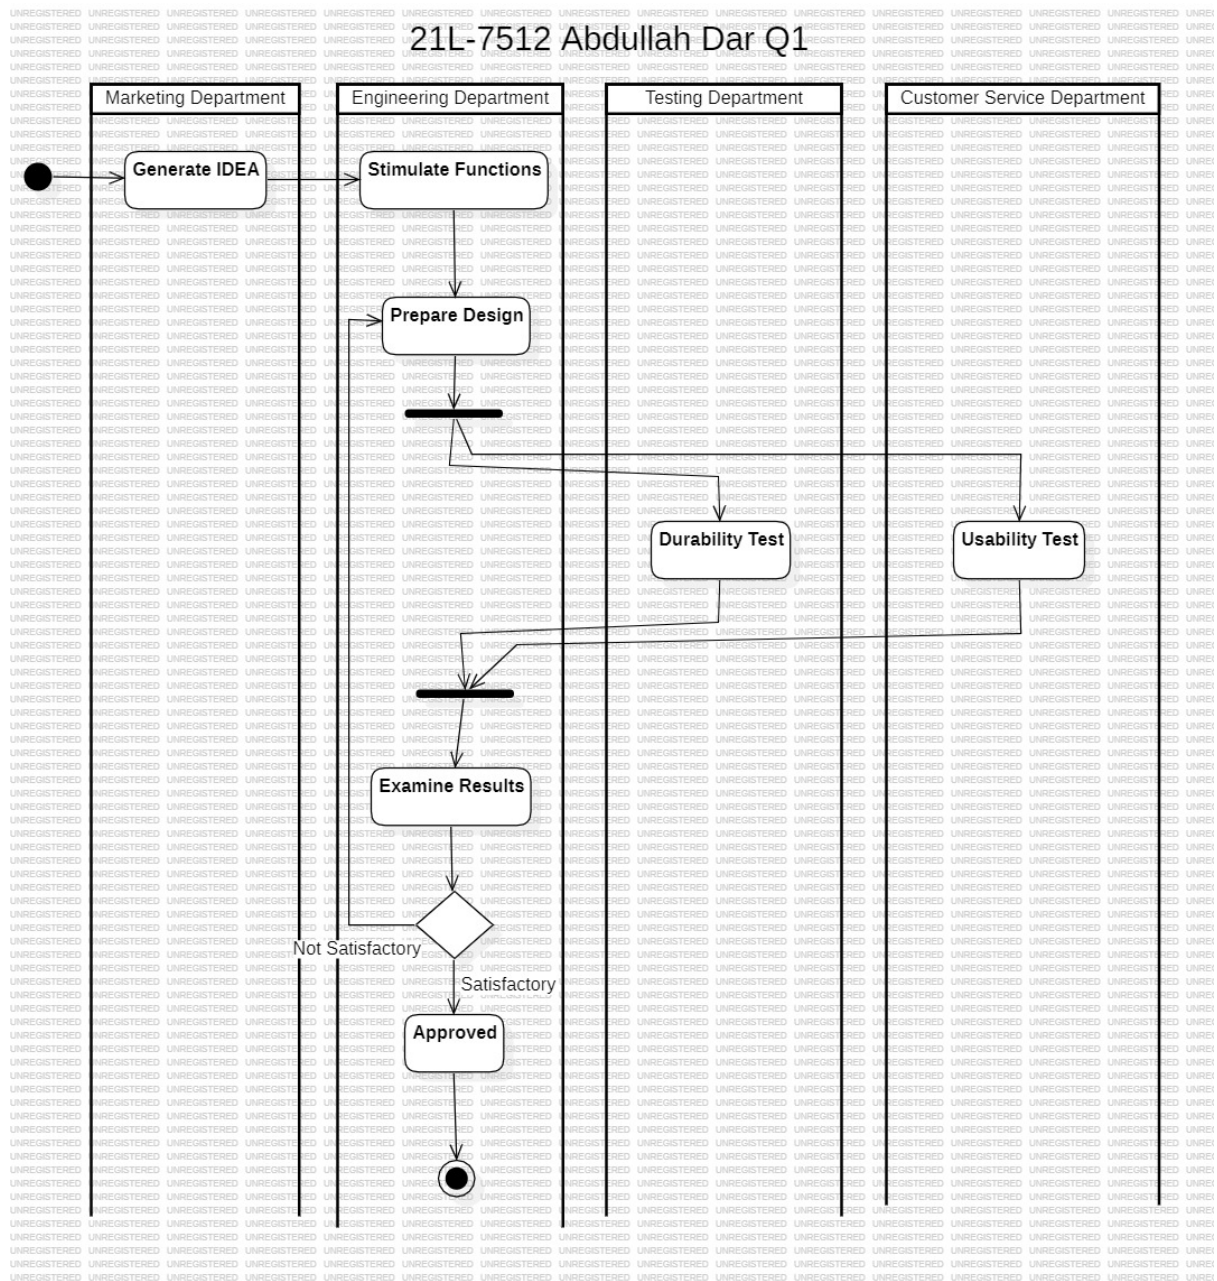 21L-7512 Abdullah Dar Q1
Marketing Department
Engineering Department
Testing Department
Customer Service Department
Generate IDEA
Stimulate Functions
Prepare Design
Durability Test
Usability Test
Examine Results
Not Satisfactory
Satisfactory
Approved
UNREGISTERED